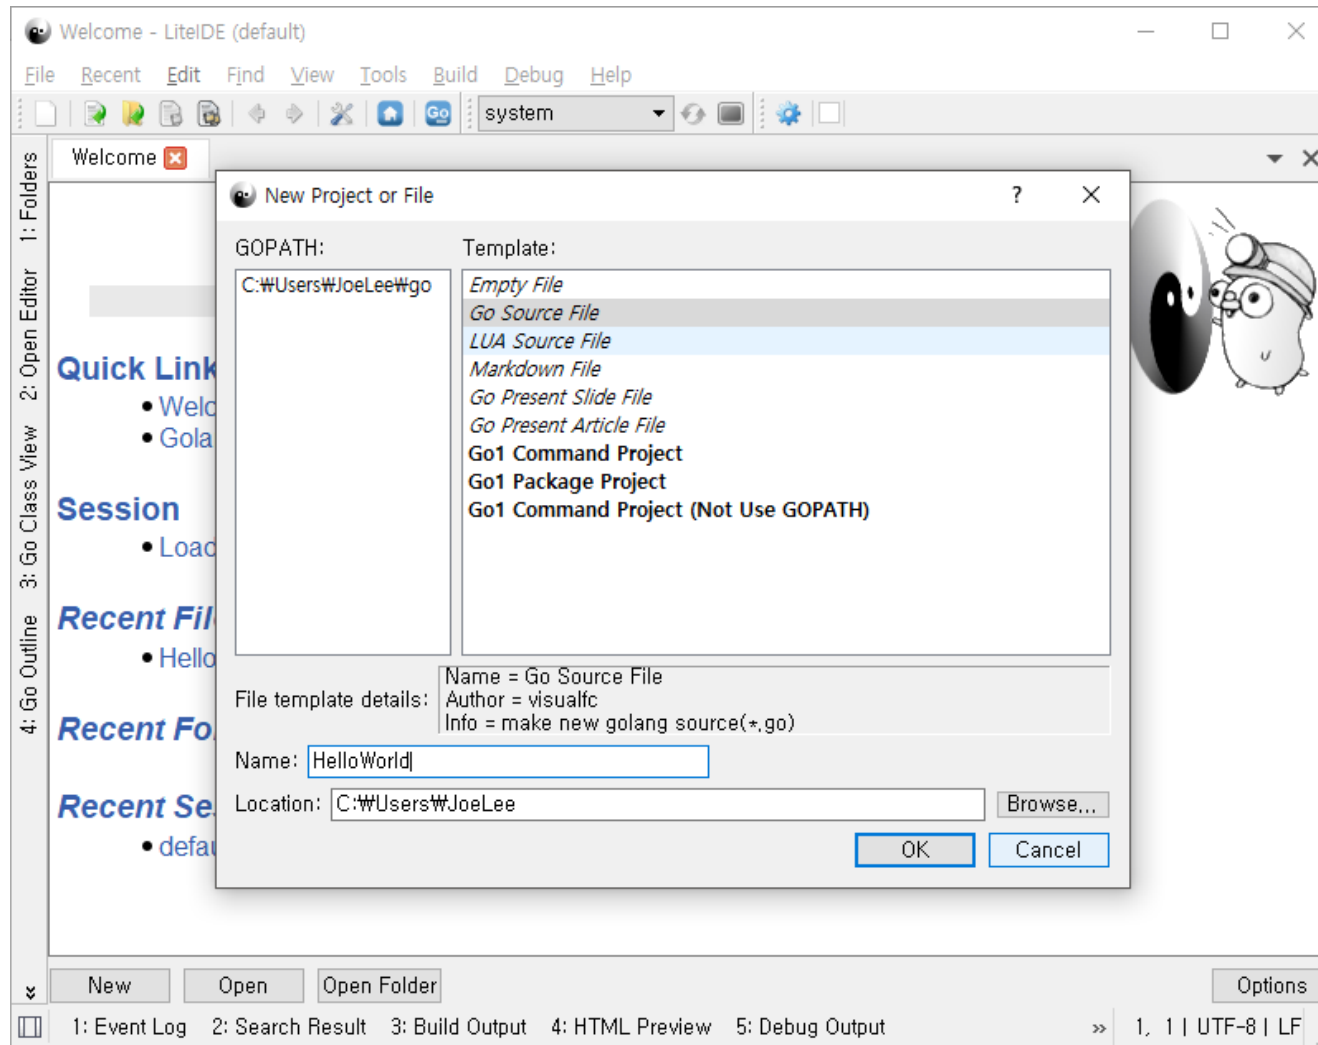 Welcome - LiteIDE (default)
File Recent Edit Find View Tools Build Debug Help
Go system
1: Folders
2: Open Editor
3: Go Class View
4: Go Outline
Welcome
New Project or File
?
GOPATH:
Template:
C:₩Users₩JoeLee₩go
Empty File
Go Source File
LUA Source File
Markdown File
Go Present Slide File
Go Present Article File
Go1 Command Project
Go1 Package Project
Go1 Command Project (Not Use GOPATH)
File template details:
Name = Go Source File
Author = visualfc
Info = make new golang source(*.go)
Name: HelloWorld
Location: C:₩Users₩JoeLee
Browse...
OK Cancel
Quick Link
• Welc
• Gola
Session
• Load
Recent Fil
• Hello
Recent Fo
Recent Se
• defau
New Open Open Folder Options
1: Event Log 2: Search Result 3: Build Output 4: HTML Preview 5: Debug Output » 1, 1 | UTF-8 | LF